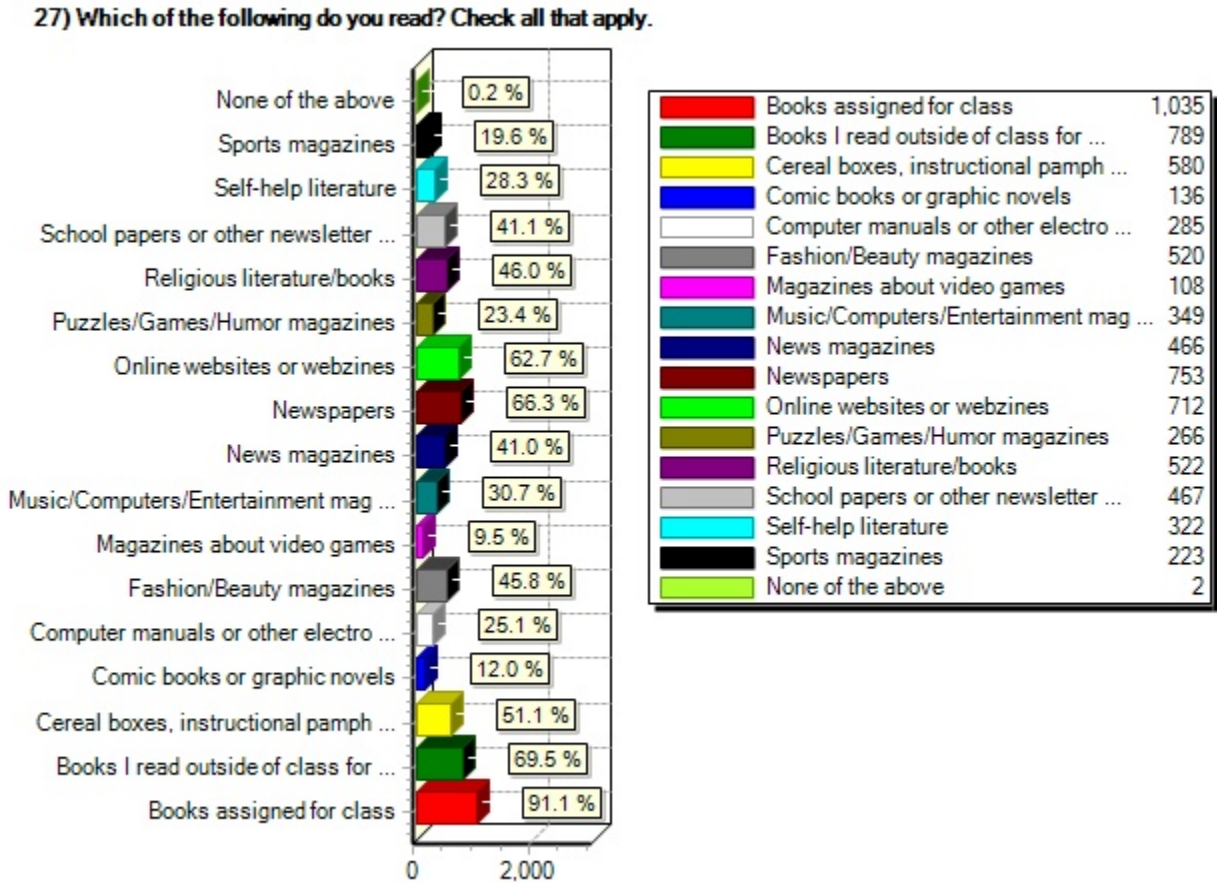 27) Which of the following do you read? Check all that apply.
None of the above 0.2 %
Sports magazines 19.6 %
Self-help literature 28.3 %
School papers or other newsletter ... 41.1 %
Religious literature/books 46.0 %
Puzzles/Games/Humor magazines 23.4 %
Online websites or webzines 62.7 %
Newspapers 66.3 %
News magazines 41.0 %
Music/Computers/Entertainment mag ... 30.7 %
Magazines about video games 9.5 %
Fashion/Beauty magazines 45.8 %
Computer manuals or other electro ... 25.1 %
Comic books or graphic novels 12.0 %
Cereal boxes, instructional pamph ... 51.1 %
Books I read outside of class for ... 69.5 %
Books assigned for class 91.1 %
0 2,000
Books assigned for class 1,035
Books I read outside of class for ... 789
Cereal boxes, instructional pamph ... 580
Comic books or graphic novels 136
Computer manuals or other electro ... 285
Fashion/Beauty magazines 520
Magazines about video games 108
Music/Computers/Entertainment mag ... 349
News magazines 466
Newspapers 753
Online websites or webzines 712
Puzzles/Games/Humor magazines 266
Religious literature/books 522
School papers or other newsletter ... 467
Self-help literature 322
Sports magazines 223
None of the above 2